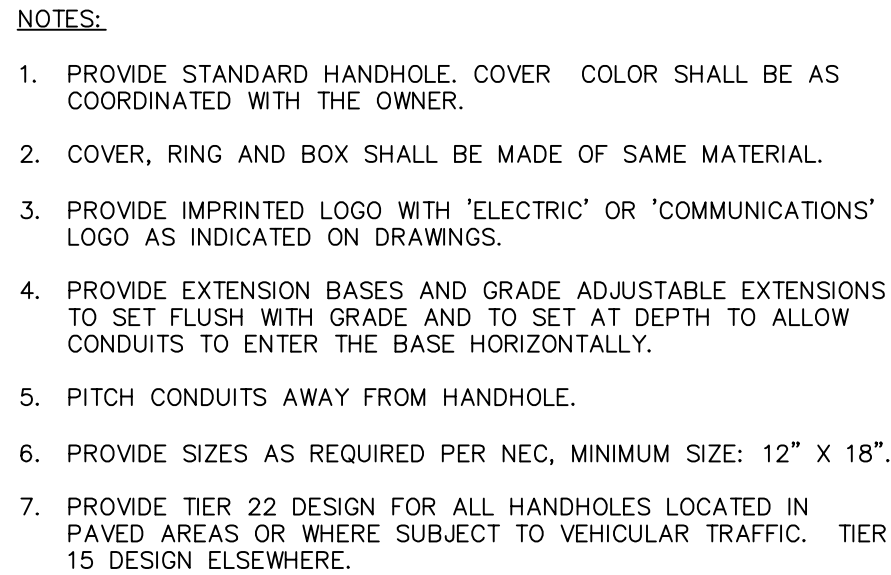 NOTES:
1. PROVIDE STANDARD HANDHOLE. COVER COLOR SHALL BE AS
COORDINATED WITH THE OWNER.
2. COVER, RING AND BOX SHALL BE MADE OF SAME MATERIAL.
3. PROVIDE IMPRINTED LOGO WITH 'ELECTRIC' OR 'COMMUNICATIONS'
LOGO AS INDICATED ON DRAWINGS.
4. PROVIDE EXTENSION BASES AND GRADE ADJUSTABLE EXTENSIONS
TO SET FLUSH WITH GRADE AND TO SET AT DEPTH TO ALLOW
CONDUITS TO ENTER THE BASE HORIZONTALLY.
5. PITCH CONDUITS AWAY FROM HANDHOLE.
6. PROVIDE SIZES AS REQUIRED PER NEC, MINIMUM SIZE: 12" X 18".
7. PROVIDE TIER 22 DESIGN FOR ALL HANDHOLES LOCATED IN
PAVED AREAS OR WHERE SUBJECT TO VEHICULAR TRAFFIC. TIER
15 DESIGN ELSEWHERE.